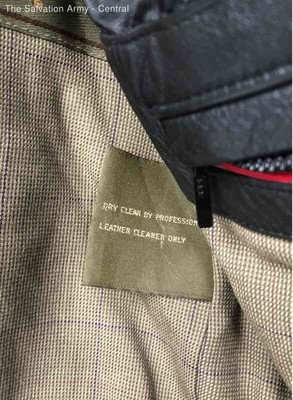 The Salvation Army - Central
DRY CLEAN BY PROFESSION
LEATHER CLEANER ONLY